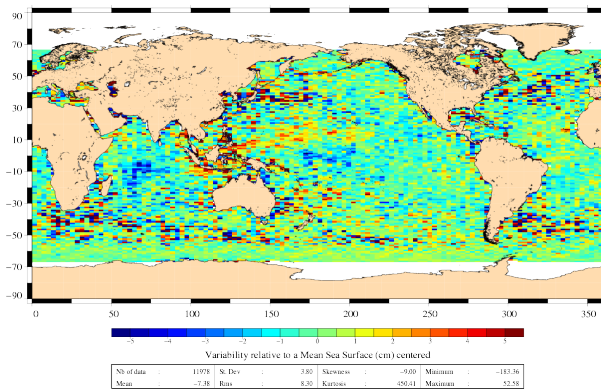 90
70
50
30
10
−10
−30
−50
−70
−90
0 50 100 150 200 250 300 350
−5 −4 −3 −2 −1 0 1 2 3 4 5
Variability relative to a Mean Sea Surface (cm) centered
Nb of data : 11978 St. Dev : 3.80 Skewness : −9.00 Minimum : −183.36
Mean : −7.38 Rms : 8.30 Kurtosis : 450.41 Maximum : 52.58